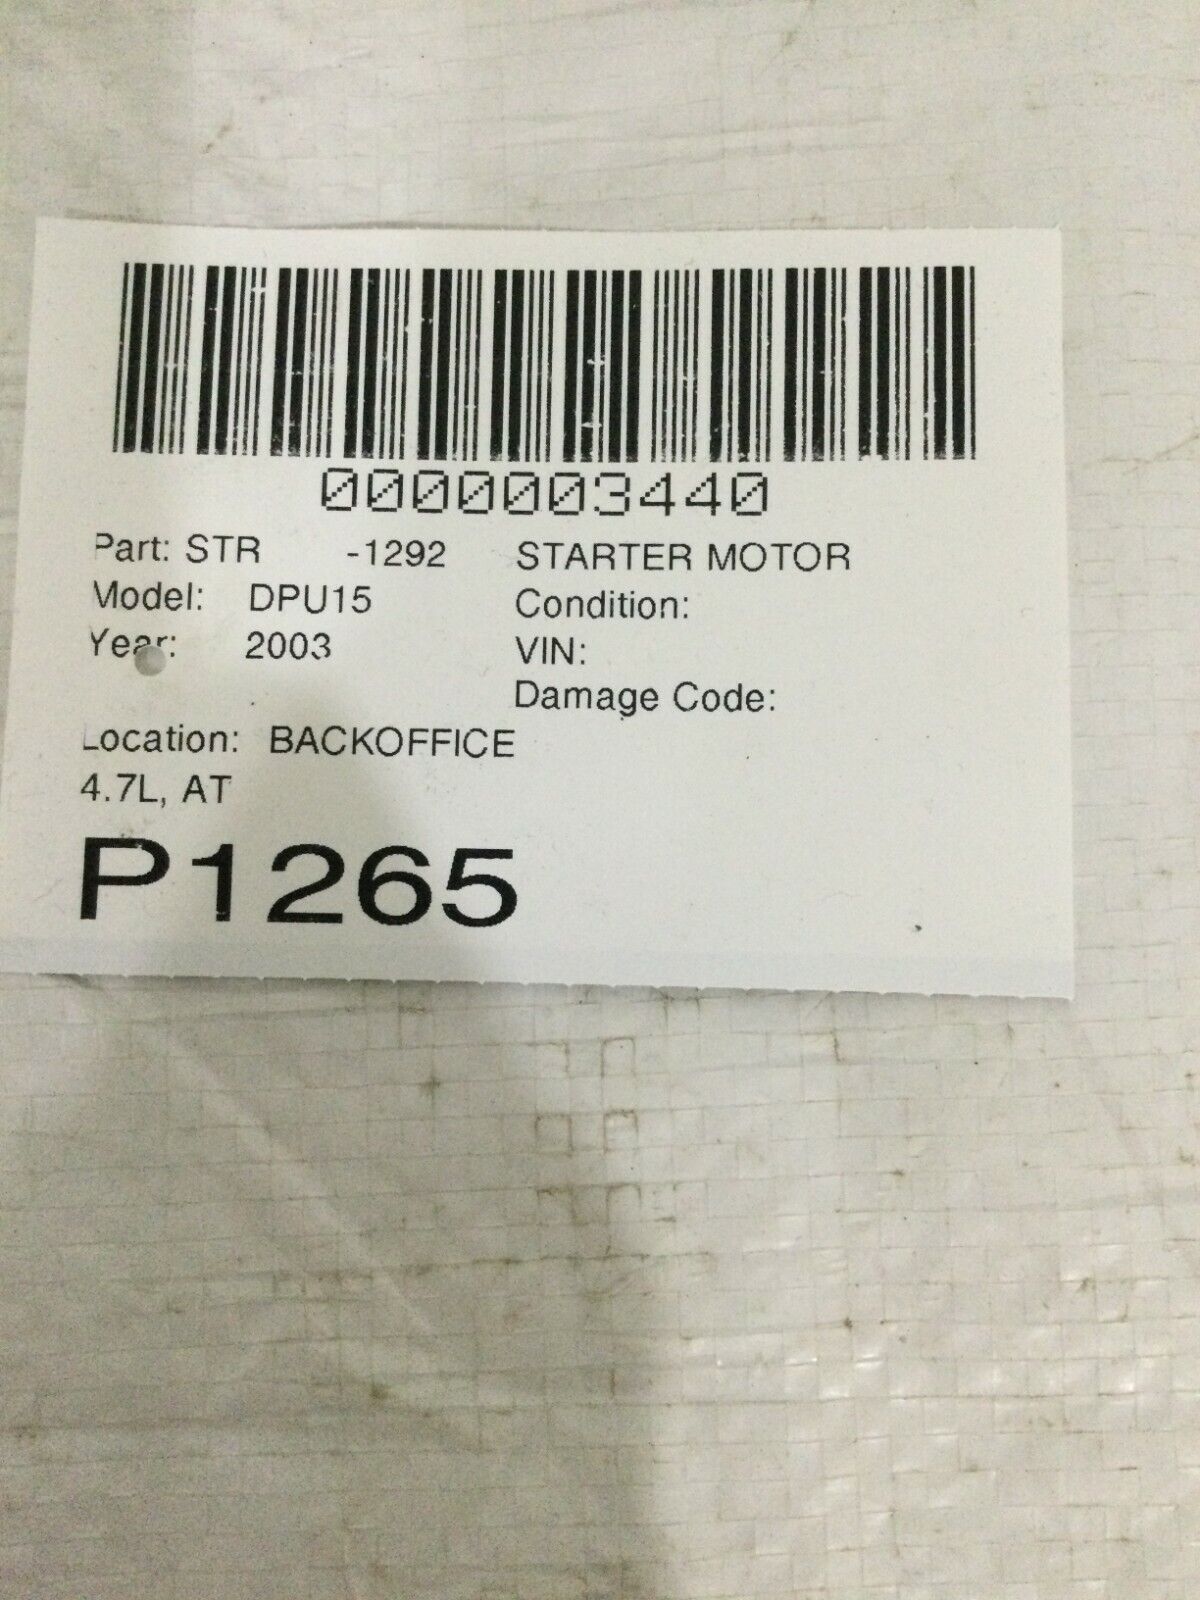 0000003440
Part: STR -1292 STARTER MOTOR
Model: DPU15 Condition:
Year: 2003 VIN:
Damage Code:
Location: BACKOFFICE
4.7L, AT
P1265